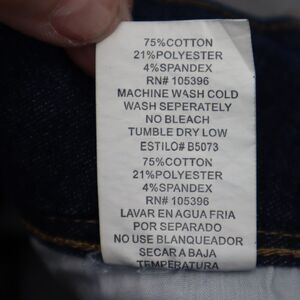 75%COTTON
21%POLYESTER
4%SPANDEX
RN# 105396
MACHINE WASH COLD
WASH SEPERATELY
NO BLEACH
TUMBLE DRY LOW
ESTILO# B5073
75%COTTON
21%POLYESTER
4%SPANDEX
RN# 105396
LAVAR EN AGUA FRIA
POR SEPARADO
NO USE BLANQUEADOR
SECAR A BAJA
TEMPERATURA